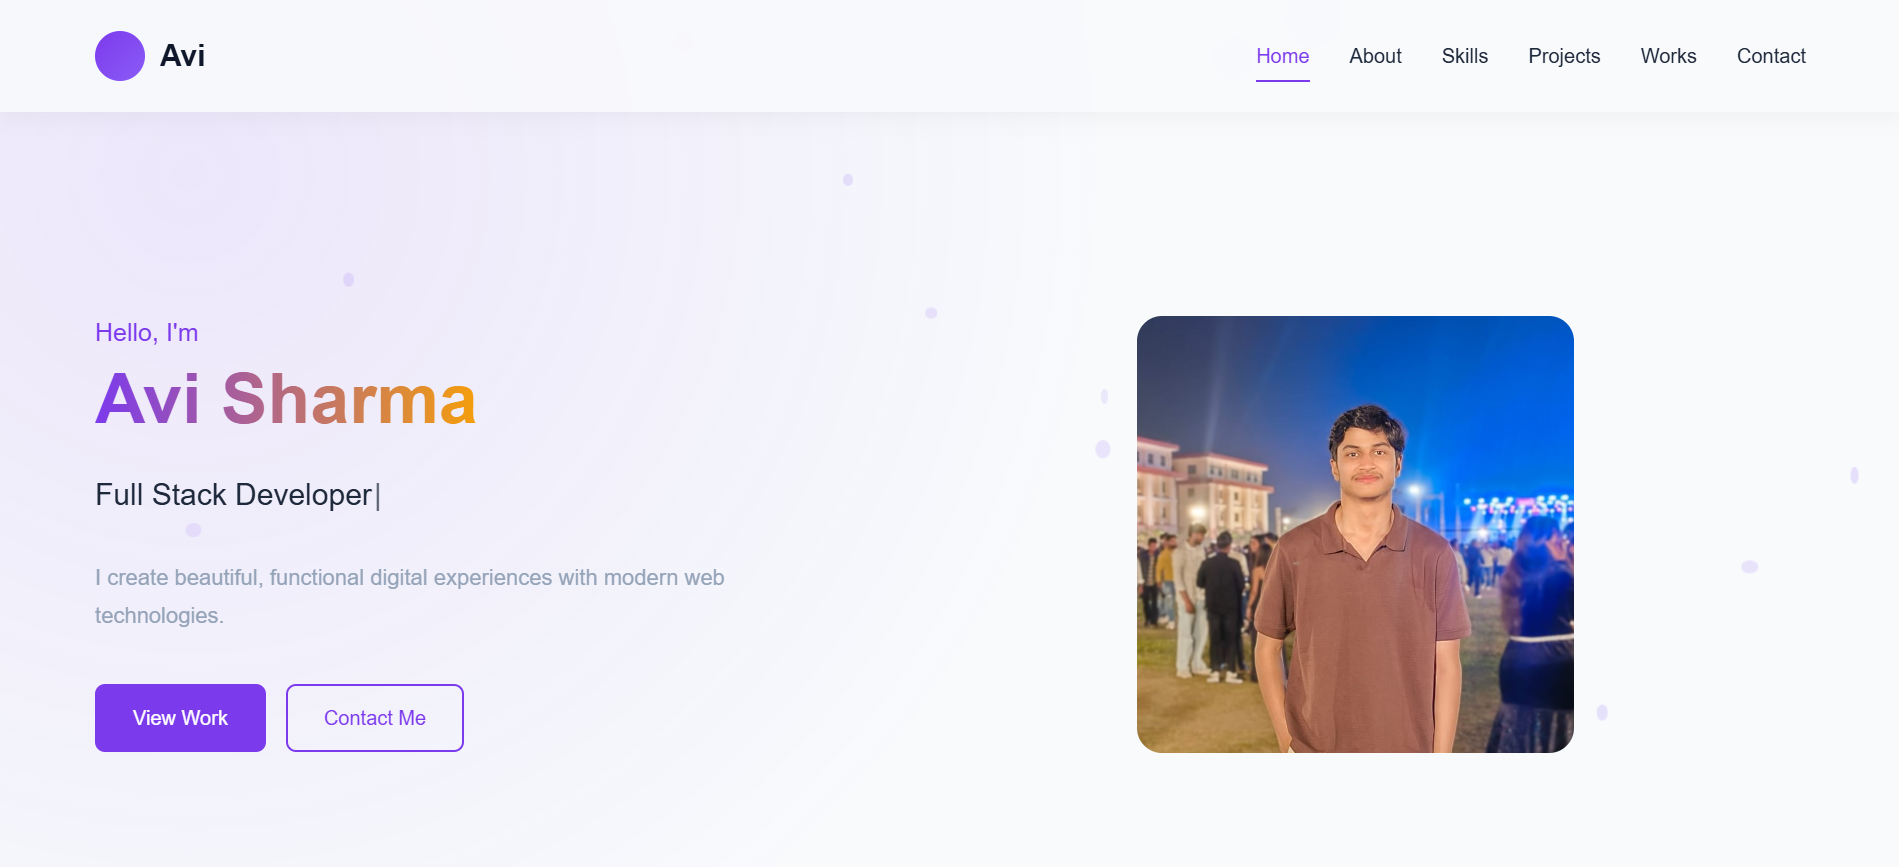 Avi
Home About Skills Projects Works Contact
Hello, I'm
Avi Sharma
Full Stack Developer|
I create beautiful, functional digital experiences with modern web
technologies.
View Work
Contact Me